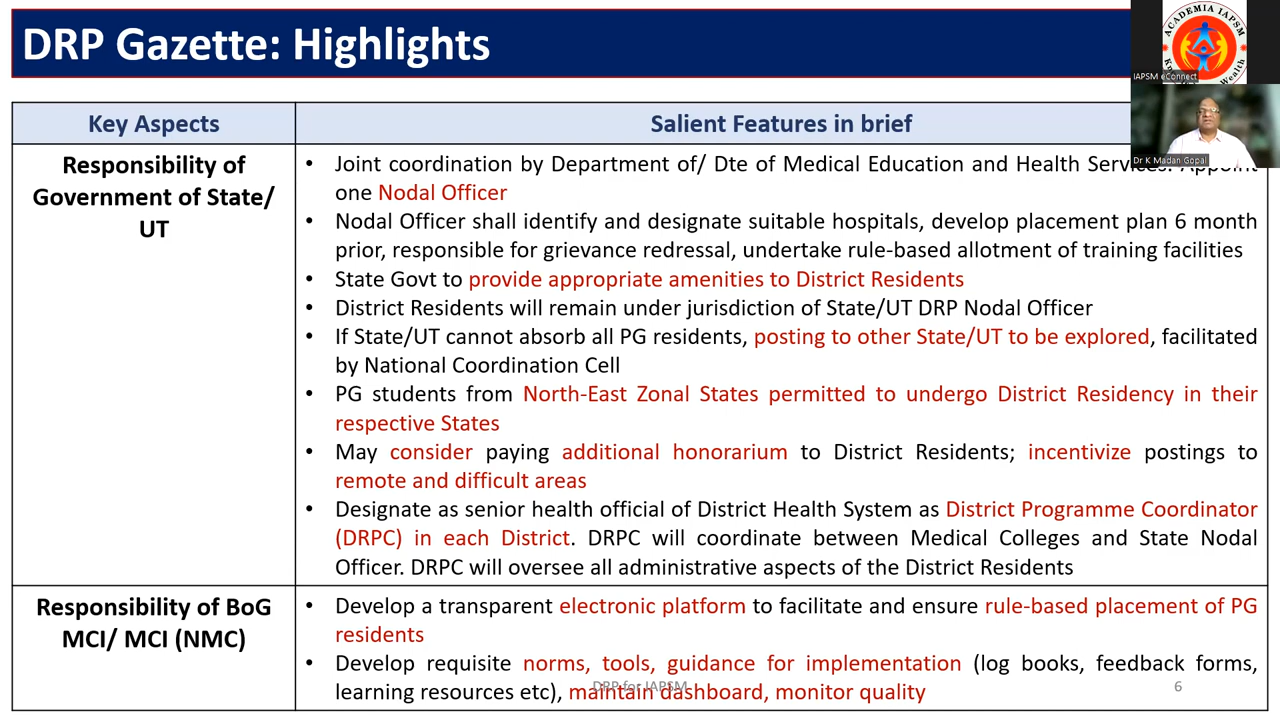 DRP Gazette: Highlights
ACADEMIA IAPSM
IAPSM eConnect
Wealth
Dr K Madan Gopal
Key Aspects
Salient Features in brief
Responsibility of
Government of State/
UT
• Joint coordination by Department of/ Dte of Medical Education and Health Services. Appoint
one Nodal Officer
• Nodal Officer shall identify and designate suitable hospitals, develop placement plan 6 month
prior, responsible for grievance redressal, undertake rule-based allotment of training facilities
• State Govt to provide appropriate amenities to District Residents
• District Residents will remain under jurisdiction of State/UT DRP Nodal Officer
• If State/UT cannot absorb all PG residents, posting to other State/UT to be explored, facilitated
by National Coordination Cell
• PG students from North-East Zonal States permitted to undergo District Residency in their
respective States
• May consider paying additional honorarium to District Residents; incentivize postings to
remote and difficult areas
• Designate as senior health official of District Health System as District Programme Coordinator
(DRPC) in each District. DRPC will coordinate between Medical Colleges and State Nodal
Officer. DRPC will oversee all administrative aspects of the District Residents
Responsibility of BoG
MCI/ MCI (NMC)
• Develop a transparent electronic platform to facilitate and ensure rule-based placement of PG
residents
• Develop requisite norms, tools, guidance for implementation (log books, feedback forms,
learning resources etc), maintain dashboard, monitor quality
DRP for IAPSM
6